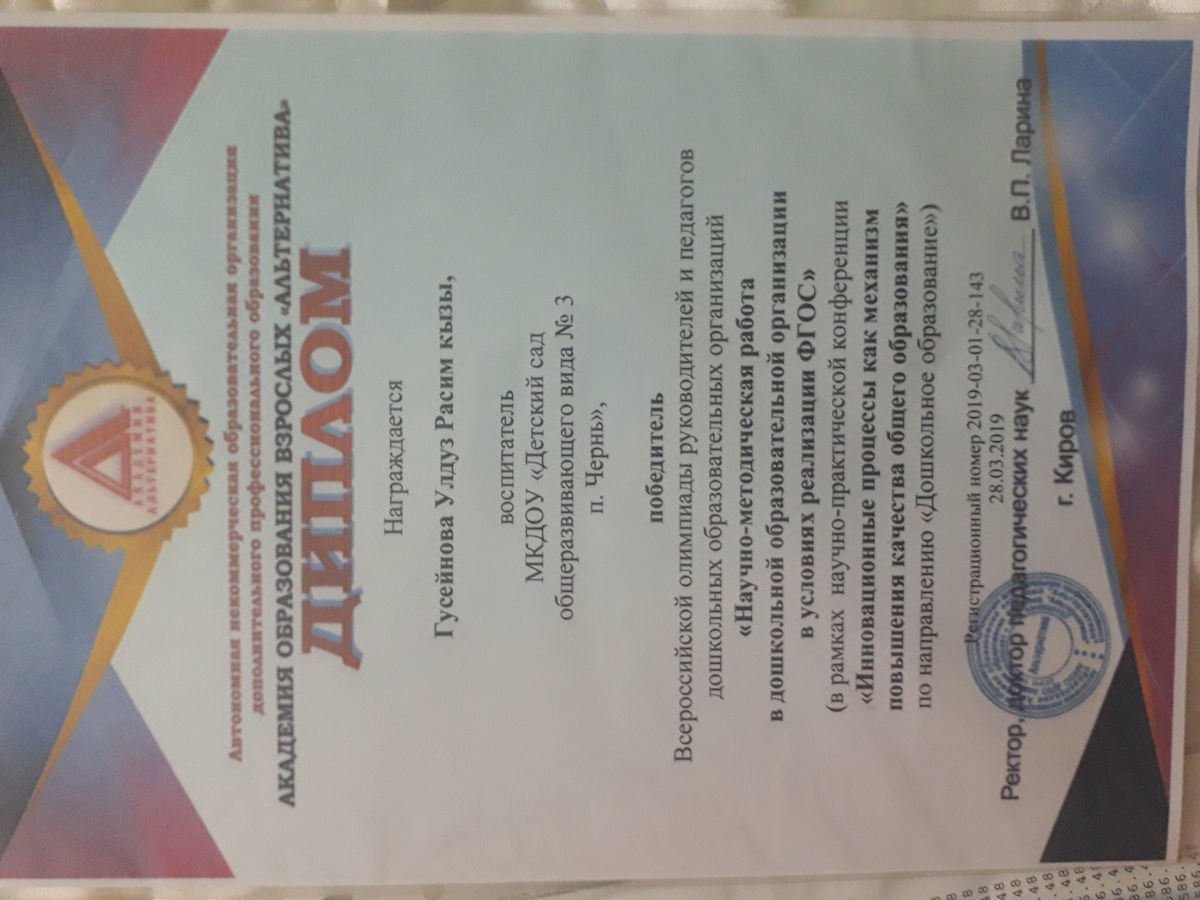 АКАДЕМИЯ
АЛЬТЕРНАТИВА
Автономная некоммерческая образовательная организация
дополнительного профессионального образования
АКАДЕМИЯ ОБРАЗОВАНИЯ ВЗРОСЛЫХ «АЛЬТЕРНАТИВА»
ДИПЛОМ
Награждается
Гусейнова Улдуз Расим кызы,
воспитатель
МКДОУ «Детский сад
общеразвивающего вида № 3
п. Чернь»,
победитель
Всероссийской олимпиады руководителей и педагогов
дошкольных образовательных организаций
«Научно-методическая работа
в дошкольной образовательной организации
в условиях реализации ФГОС»
(в рамках научно-практической конференции
«Инновационные процессы как механизм
повышения качества общего образования»
по направлению «Дошкольное образование»)
Регистрационный номер 2019-03-01-28-143
28.03.2019
Ректор, доктор педагогических наук В.П. Ларина
г. Киров